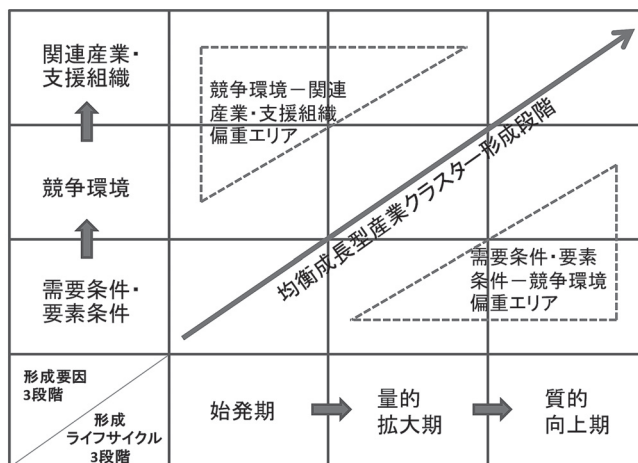 関連産業・
支援組織
競争環境－関連
産業・支援組織
偏重エリア
競争環境
均衡成長型産業クラスター形成段階
需要条件・
要素条件
需要条件・要素
条件－競争環境
偏重エリア
形成要因
3段階
形成
ライフサイクル
3段階
始発期
量的
拡大期
質的
向上期